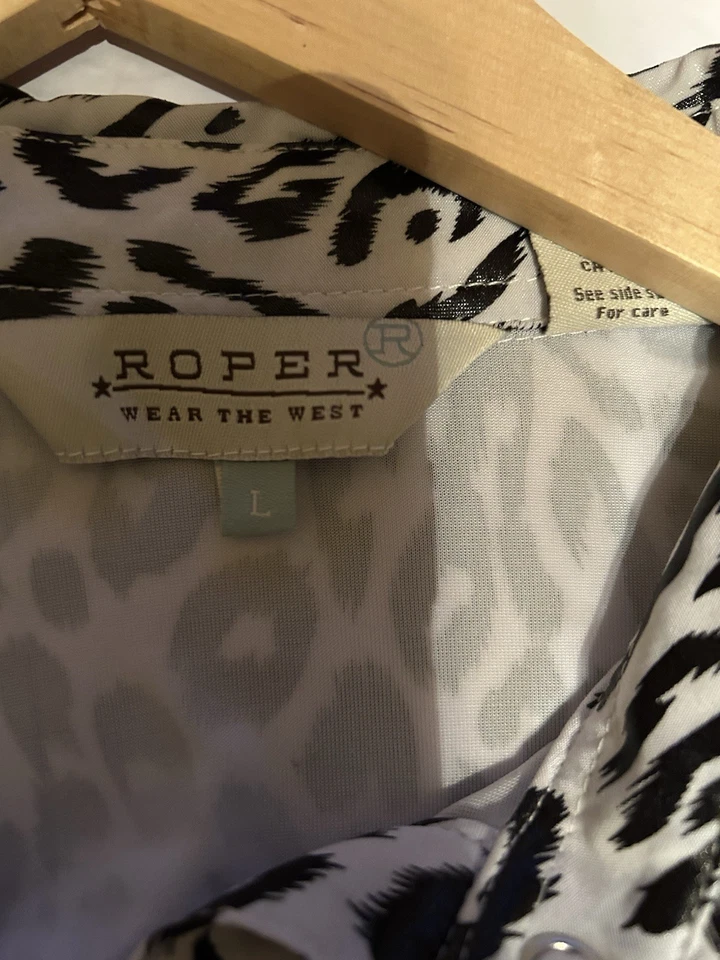 ROPER
R
WEAR THE WEST
L
See side
For care